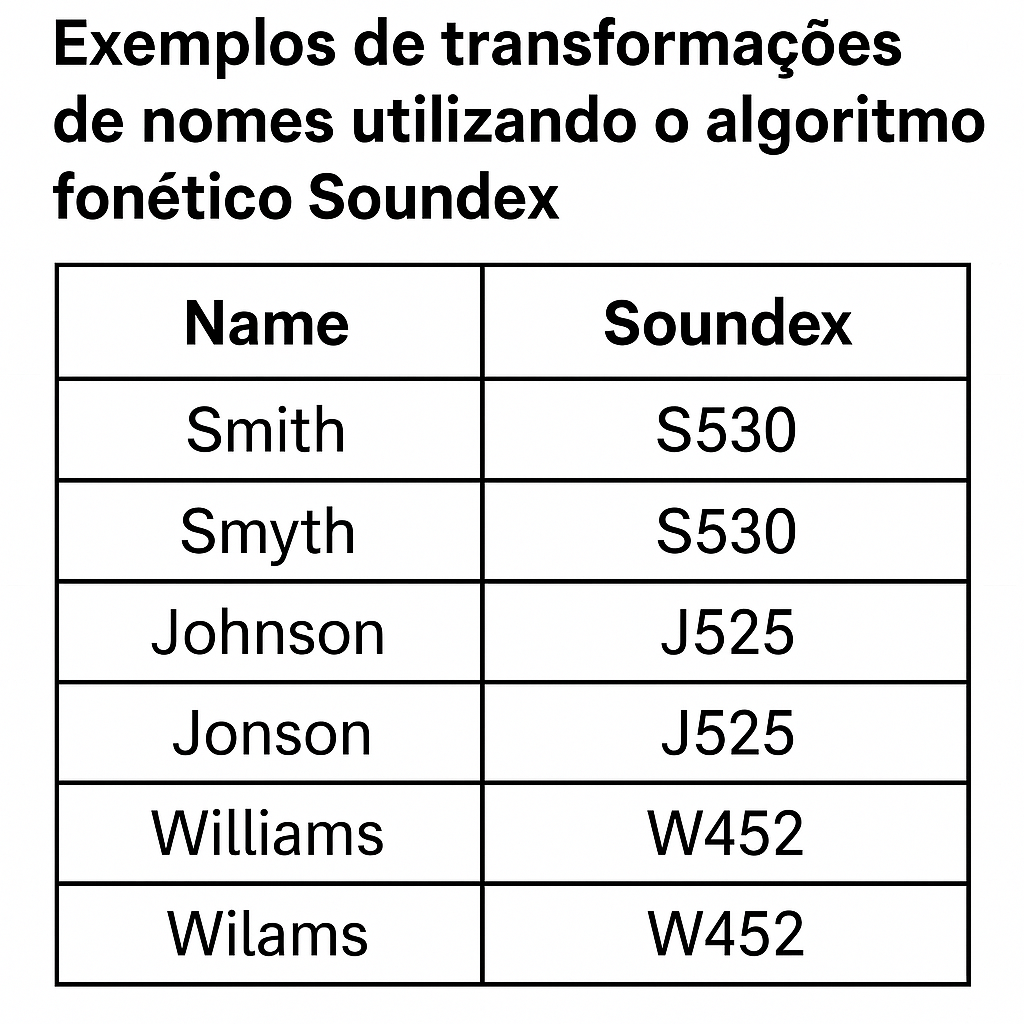 Exemplos de transformações
de nomes utilizando o algoritmo
fonético Soundex
Name Soundex
Smith S530
Smyth S530
Johnson J525
Jonson J525
Williams W452
Wilams W452